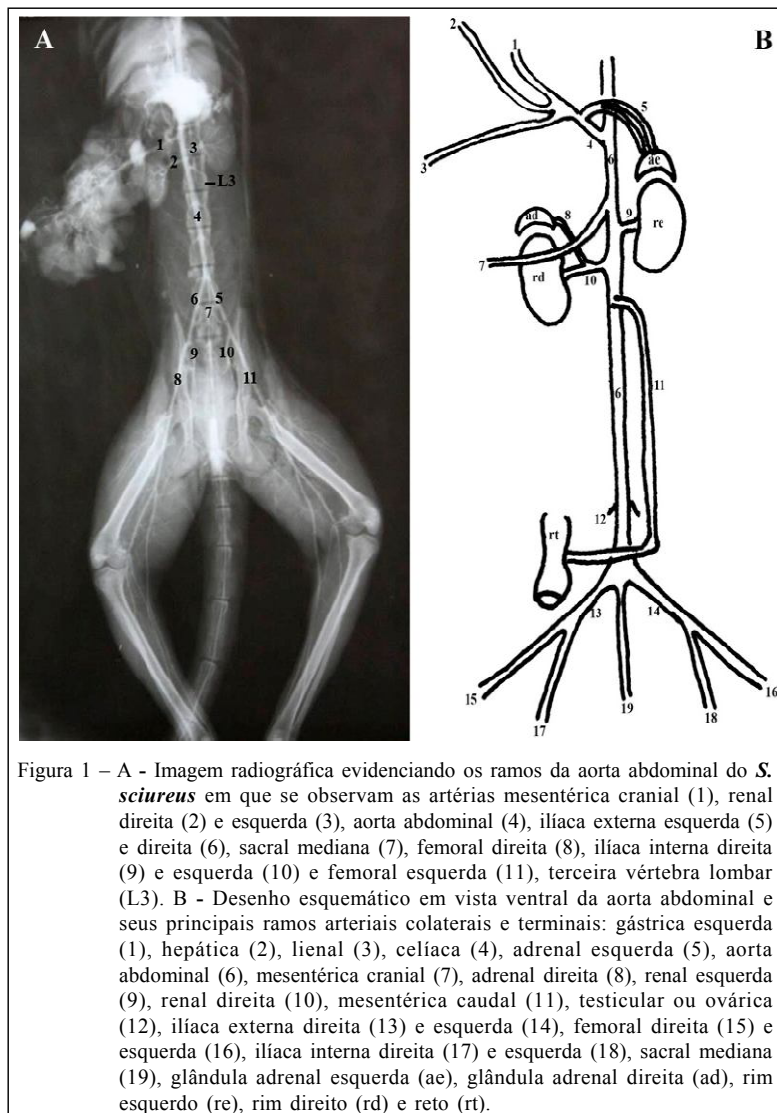 A
1
2
3
L3
4
6
5
7
9
10
8
11
B
2
1
5
4
ae
3
6
ad
8
9
re
7
rd
10
6
11
12
rt
13
14
15
16
17
19
18
Figura 1 – A - Imagem radiográfica evidenciando os ramos da aorta abdominal do S.
sciureus em que se observam as artérias mesentérica cranial (1), renal
direita (2) e esquerda (3), aorta abdominal (4), ilíaca externa esquerda (5)
e direita (6), sacral mediana (7), femoral direita (8), ilíaca interna direita
(9) e esquerda (10) e femoral esquerda (11), terceira vértebra lombar
(L3). B - Desenho esquemático em vista ventral da aorta abdominal e
seus principais ramos arteriais colaterais e terminais: gástrica esquerda
(1), hepática (2), lienal (3), celíaca (4), adrenal esquerda (5), aorta
abdominal (6), mesentérica cranial (7), adrenal direita (8), renal esquerda
(9), renal direita (10), mesentérica caudal (11), testicular ou ovárica
(12), ilíaca externa direita (13) e esquerda (14), femoral direita (15) e
esquerda (16), ilíaca interna direita (17) e esquerda (18), sacral mediana
(19), glândula adrenal esquerda (ae), glândula adrenal direita (ad), rim
esquerdo (re), rim direito (rd) e reto (rt).